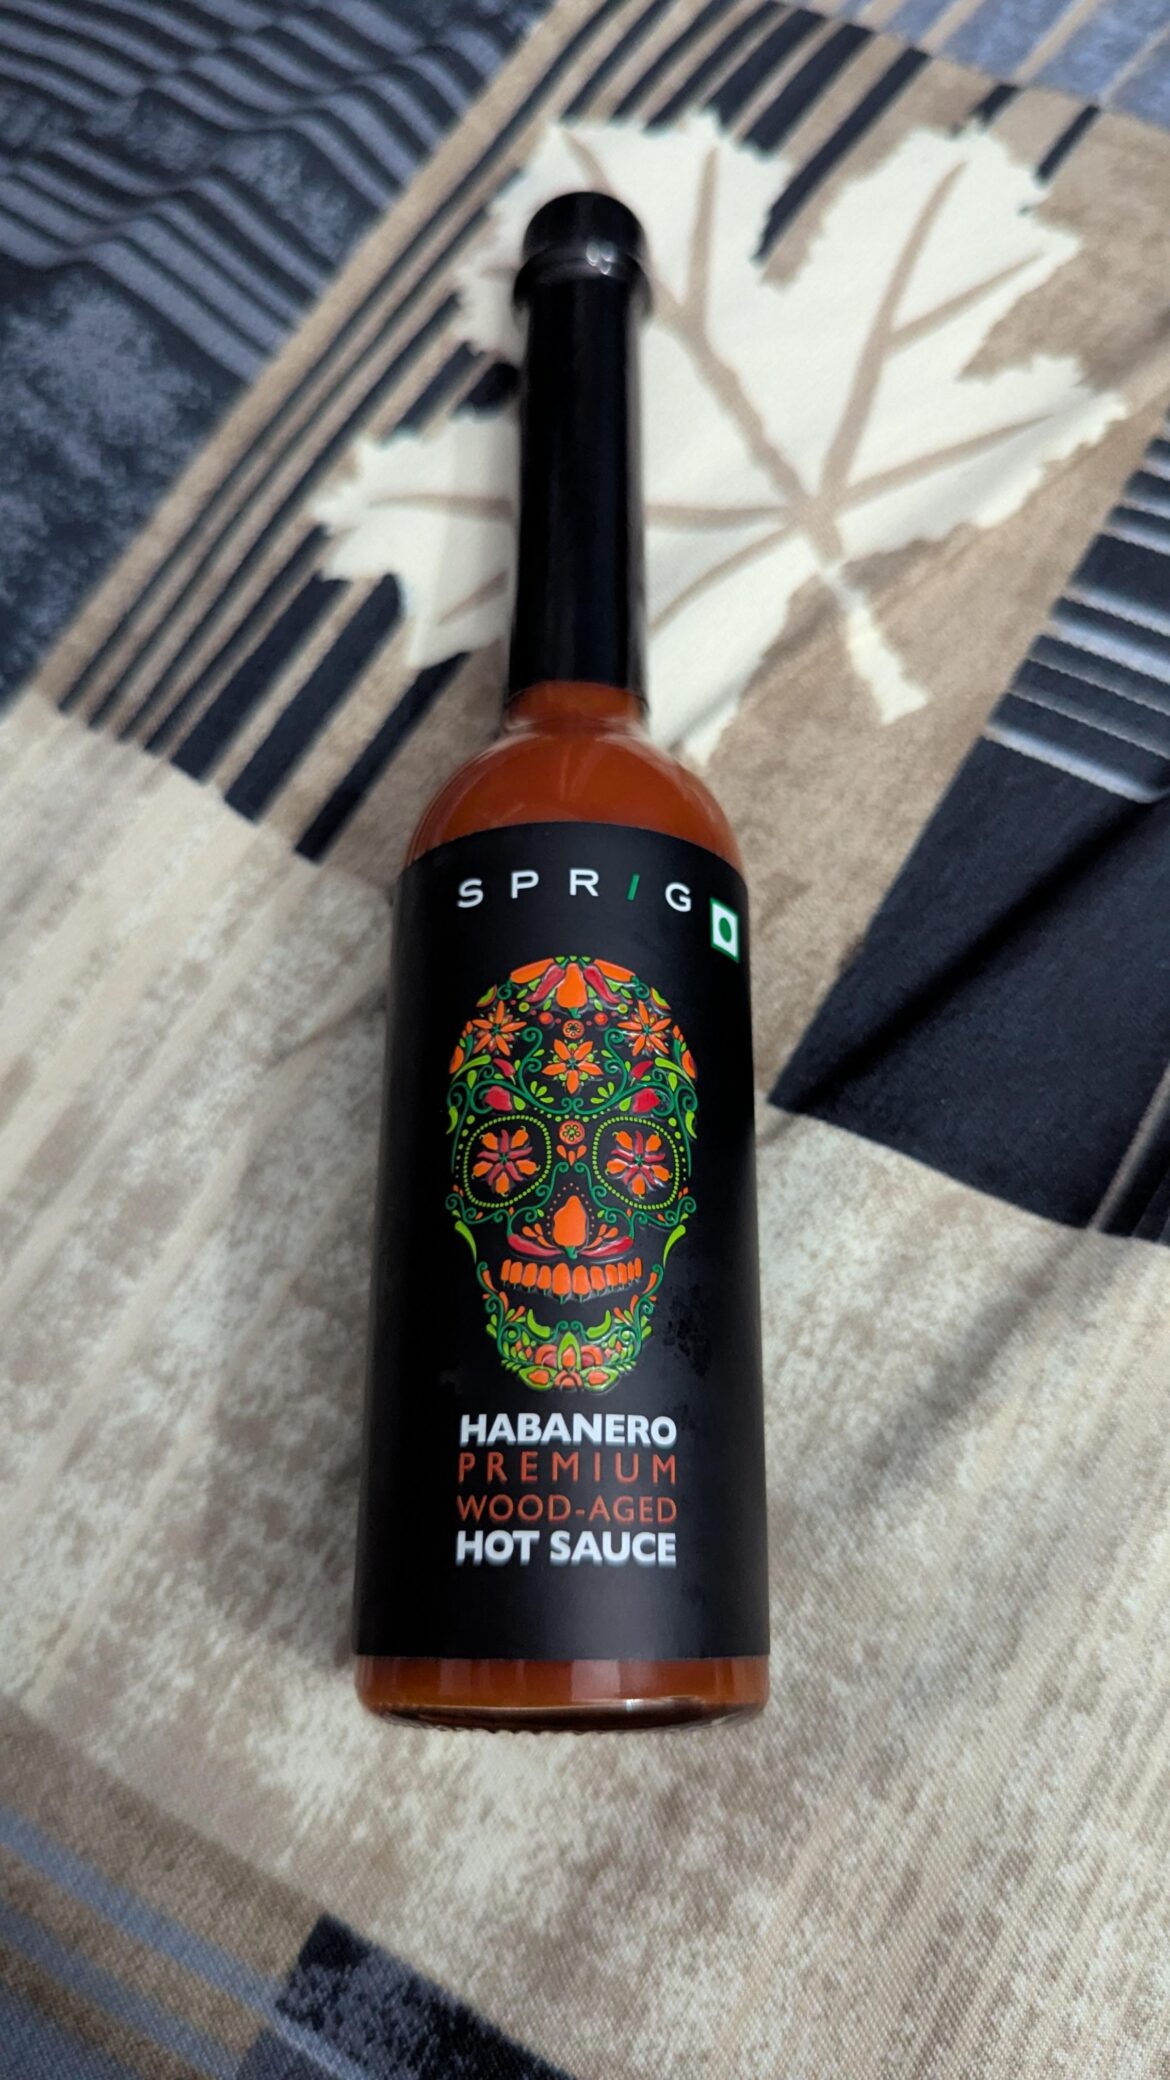 SPRIG
HABANERO
PREMIUM
WOOD-AGED
HOT SAUCE